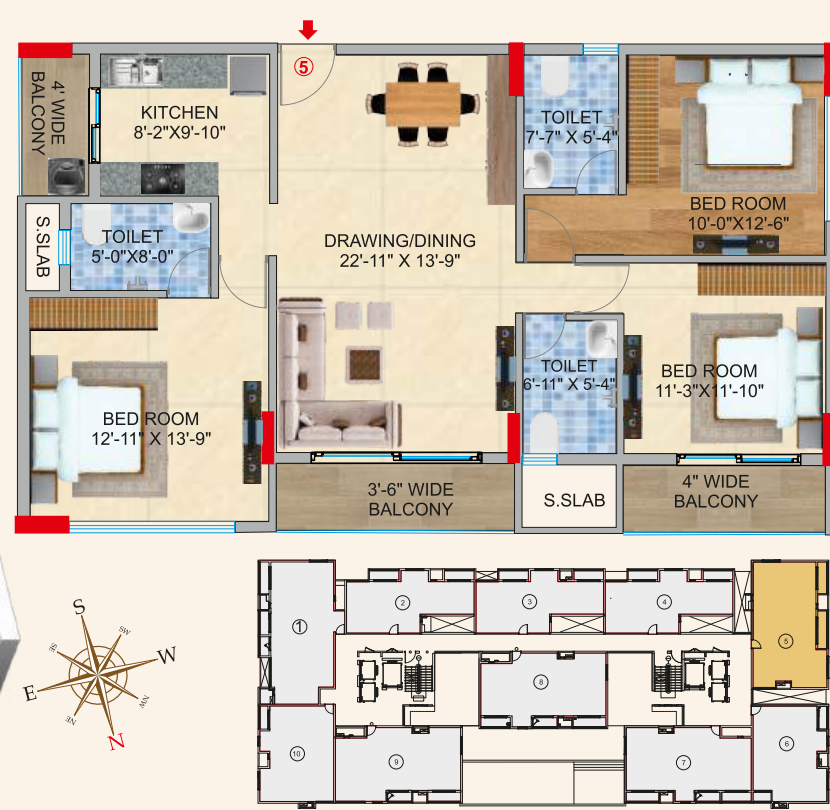 ⑤
4' WIDE
BALCONY
KITCHEN
8'-2"X9'-10"
TOILET
7'-7" X 5'-4"
BED ROOM
10'-0"X12'-6"
S.SLAB
TOILET
5'-0"X8'-0"
DRAWING/DINING
22'-11" X 13'-9"
BED ROOM
12'-11" X 13'-9"
TOILET
6'-11" X 5'-4"
BED ROOM
11'-3"X11'-10"
3'-6" WIDE
BALCONY
S.SLAB
4" WIDE
BALCONY
S
SW
W
NW
N
NE
E
SE
1
2
3
4
5
8
10
9
7
6